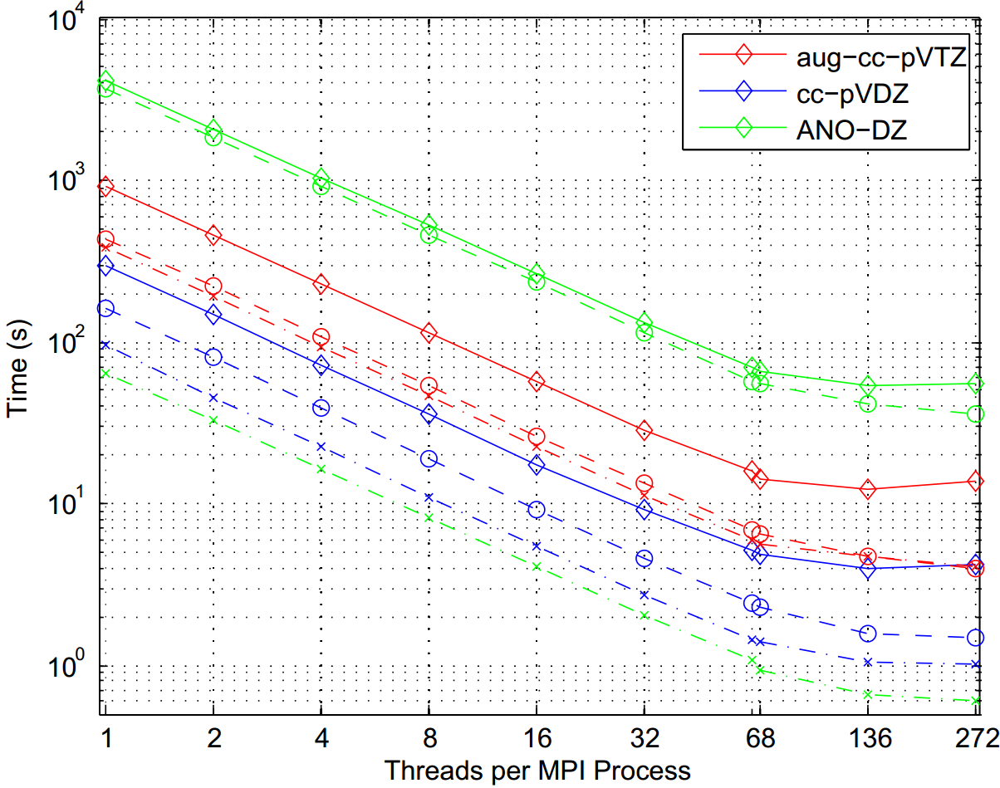 10^4
10^3
10^2
10^1
10^0
Time (s)
aug-cc-pVTZ
cc-pVDZ
ANO-DZ
1 2 4 8 16 32 68 136 272
Threads per MPI Process